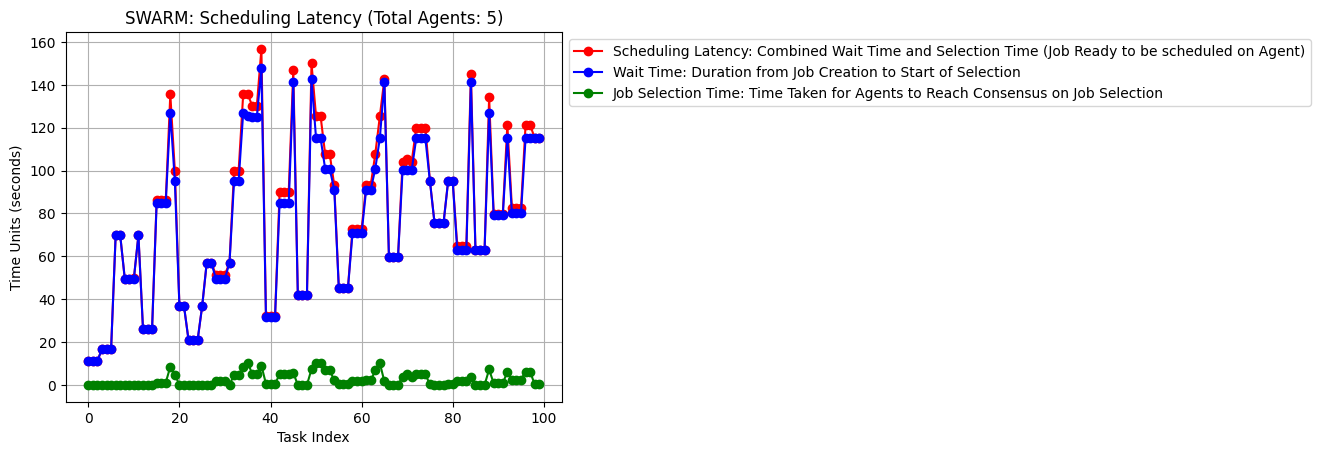 SWARM: Scheduling Latency (Total Agents: 5)
Scheduling Latency: Combined Wait Time and Selection Time (Job Ready to be scheduled on Agent)
Wait Time: Duration from Job Creation to Start of Selection
Job Selection Time: Time Taken for Agents to Reach Consensus on Job Selection
Time Units (seconds)
160
140
120
100
80
60
40
20
0
0 20 40 60 80 100
Task Index